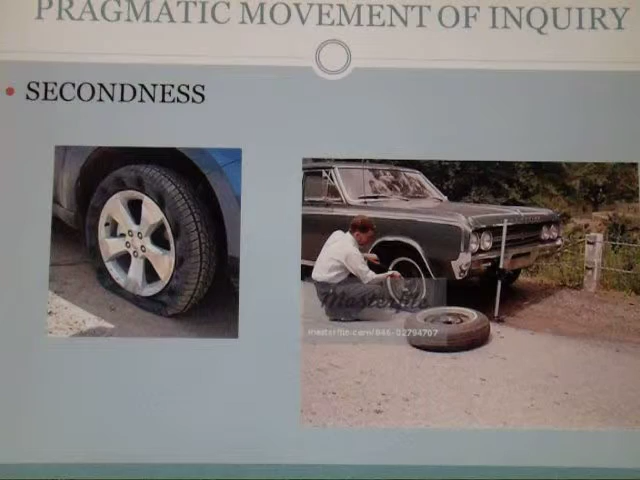 PRAGMATIC MOVEMENT OF INQUIRY
SECONDNESS
Masterfile
masterfile.com/846-02794707